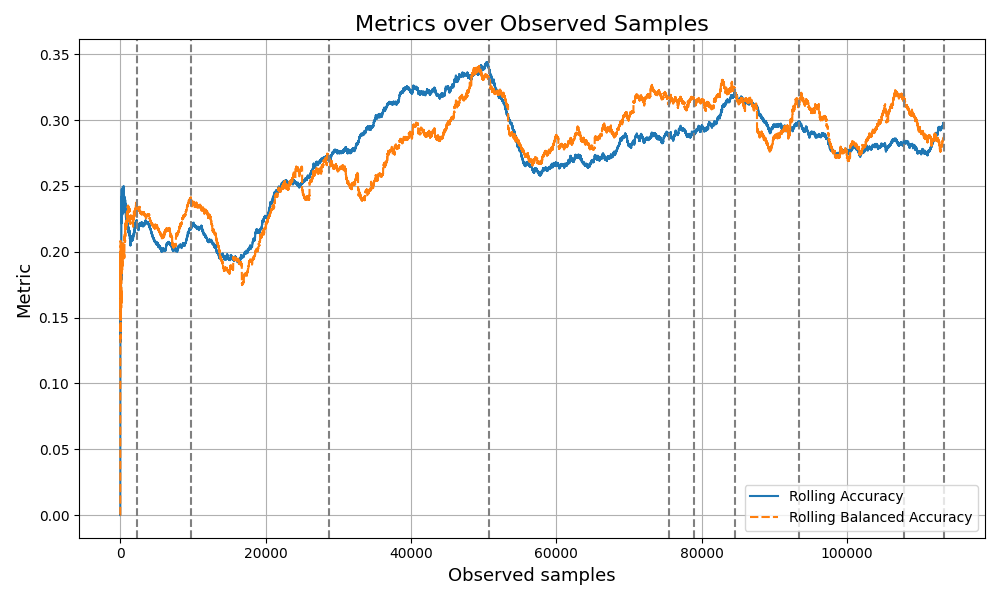 Metrics over Observed Samples
0.35
0.30
0.25
0.20
0.15
0.10
0.05
0.00
Metric
0 20000 40000 60000 80000 100000
Observed samples
Rolling Accuracy
Rolling Balanced Accuracy